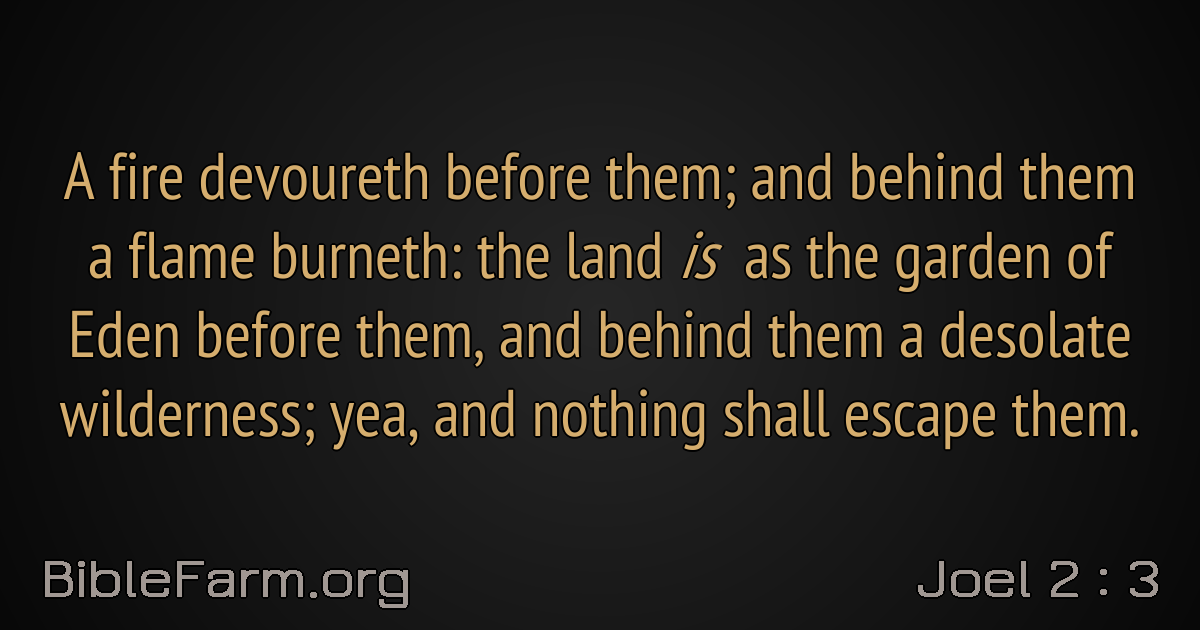 A fire devoureth before them; and behind them
a flame burneth: the land is as the garden of
Eden before them, and behind them a desolate
wilderness; yea, and nothing shall escape them.
BibleFarm.org
Joel 2 : 3